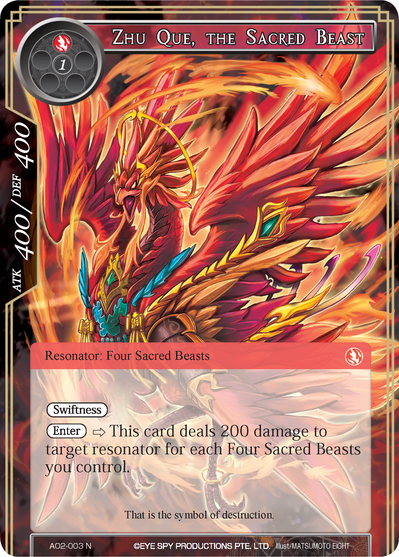 Zhu Que, the Sacred Beast
1
ATK 400/DEF 400
Resonator: Four Sacred Beasts
Swiftness
Enter ⇨ This card deals 200 damage to
target resonator for each Four Sacred Beasts
you control.
That is the symbol of destruction.
A02-003 N ©EYE SPY PRODUCTIONS PTE. LTD. Illust/MATSUMOTO EIGHT